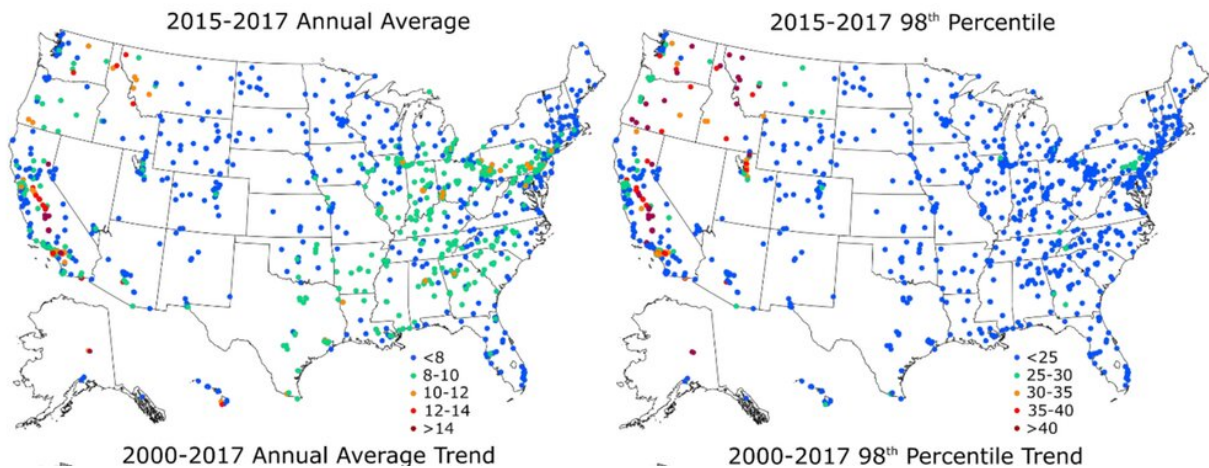 2015-2017 Annual Average
2015-2017 98th Percentile
<8
8-10
10-12
12-14
>14
<25
25-30
30-35
35-40
>40
2000-2017 Annual Average Trend
2000-2017 98th Percentile Trend